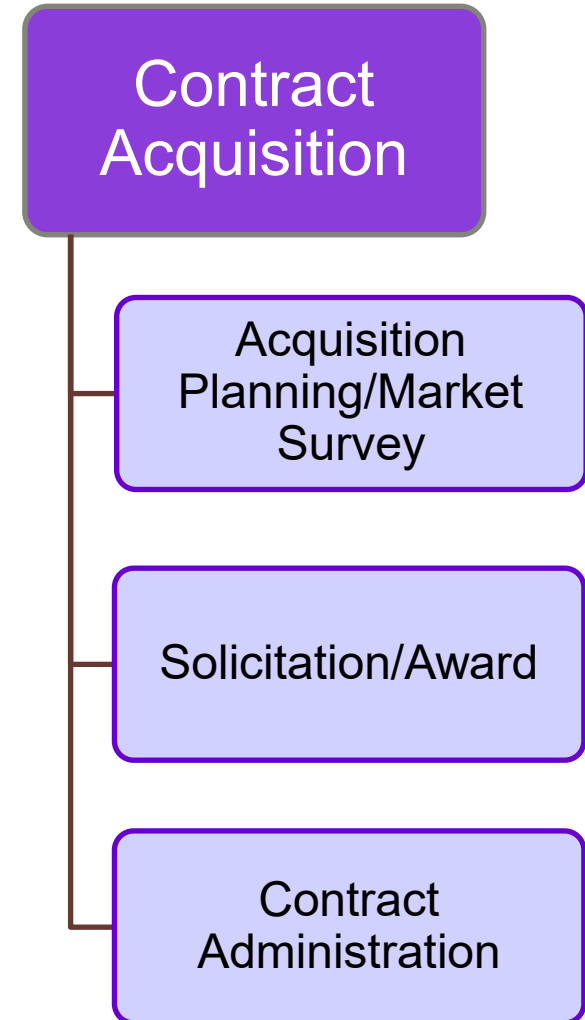 Contract
Acquisition
Acquisition
Planning/Market
Survey
Solicitation/Award
Contract
Administration